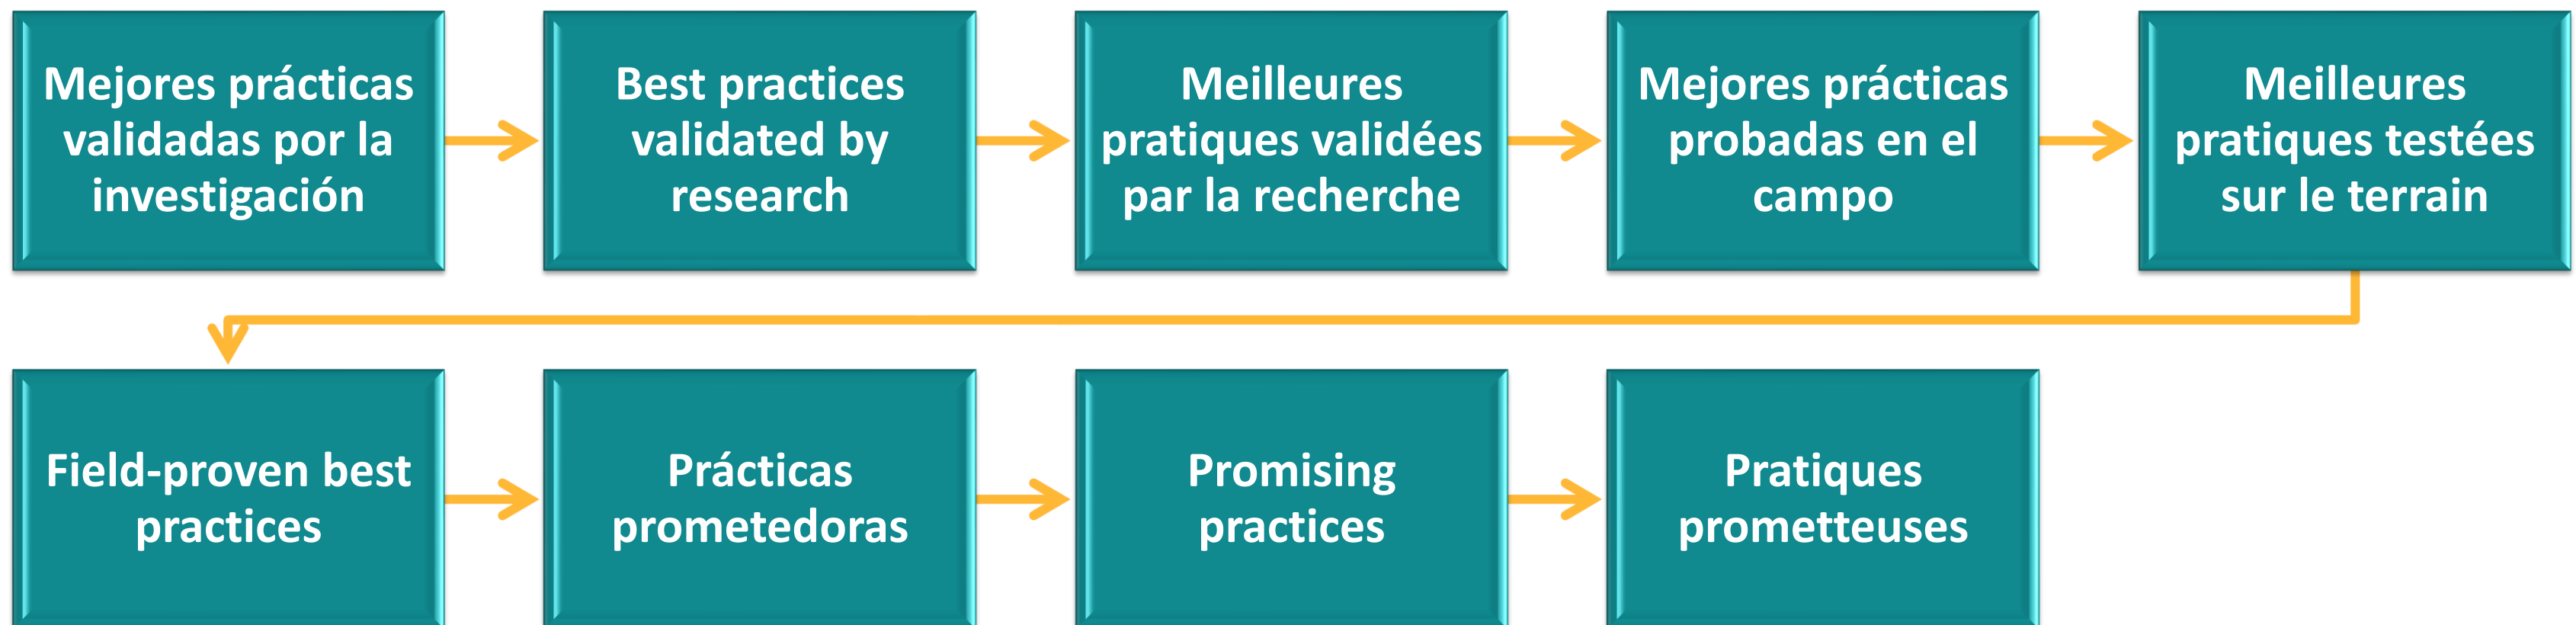 Mejores prácticas
validadas por la
investigación
Best practices
validated by
research
Meilleures
pratiques validées
par la recherche
Mejores prácticas
probadas en el
campo
Meilleures
pratiques testées
sur le terrain
Field-proven best
practices
Prácticas
prometedoras
Promising
practices
Pratiques
prometteuses